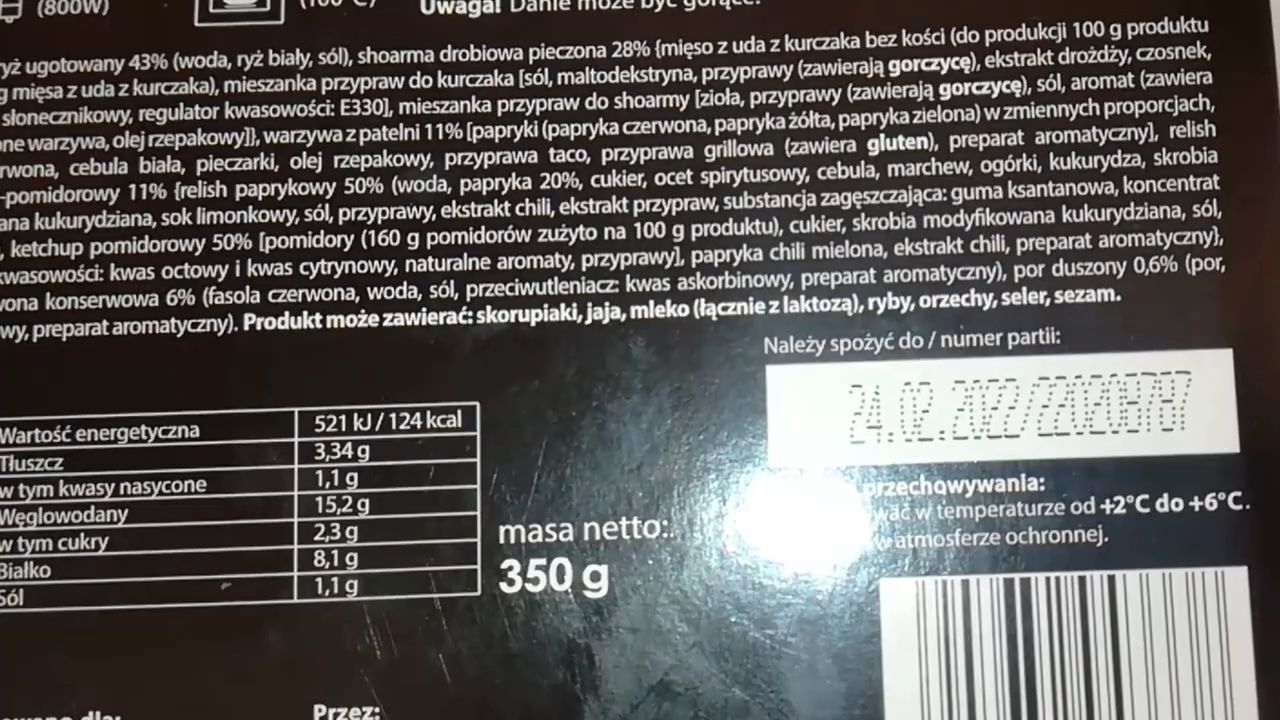 (800W)
Uwaga! Danie może być gorące.
ryż ugotowany 43% (woda, ryż biały, sól), shoarma drobiowa pieczona 28% {mięso z uda z kurczaka bez kości (do produkcji 100 g produktu
g mięsa z uda z kurczaka), mieszanka przypraw do kurczaka [sól, maltodekstryna, przyprawy (zawierają gorczycę), ekstrakt drożdży, czosnek,
słonecznikowy, regulator kwasowości: E330], mieszanka przypraw do shoarmy [zioła, przyprawy (zawierają gorczycę), sól, aromat (zawiera
ne warzywa, olej rzepakowy]}, warzywa z patelni 11% [papryki (papryka czerwona, papryka żółta, papryka zielona) w zmiennych proporcjach,
rwona, cebula biała, pieczarki, olej rzepakowy, przyprawa taco, przyprawa grillowa (zawiera gluten), preparat aromatyczny], relish
-pomidorowy 11% {relish paprykowy 50% (woda, papryka 20%, cukier, ocet spirytusowy, cebula, marchew, ogórki, kukurydza, skrobia
ana kukurydziana, sok limonkowy, sól, przyprawy, ekstrakt chili, ekstrakt przypraw, substancja zagęszczająca: guma ksantanowa, koncentrat
, ketchup pomidorowy 50% [pomidory (160 g pomidorów zużyto na 100 g produktu), cukier, skrobia modyfikowana kukurydziana, sól,
kwasowości: kwas octowy i kwas cytrynowy, naturalne aromaty, przyprawy], papryka chili mielona, ekstrakt chili, preparat aromatyczny},
wona konserwowa 6% (fasola czerwona, woda, sól, przeciwutleniacz: kwas askorbinowy, preparat aromatyczny), por duszony 0,6% (por,
wy, preparat aromatyczny). Produkt może zawierać: skorupiaki, jaja, mleko (łącznie z laktozą), ryby, orzechy, seler, sezam.
Należy spożyć do / numer partii:
24.02.2022/
Wartość energetyczna 521 kJ / 124 kcal
Tłuszcz 3,34 g
w tym kwasy nasycone 1,1 g
Węglowodany 15,2 g
w tym cukry 2,3 g
Białko 8,1 g
Sól 1,1 g
masa netto:
350 g
przechowywania:
wać w temperaturze od +2°C do +6°C.
w atmosferze ochronnej.
Przez: